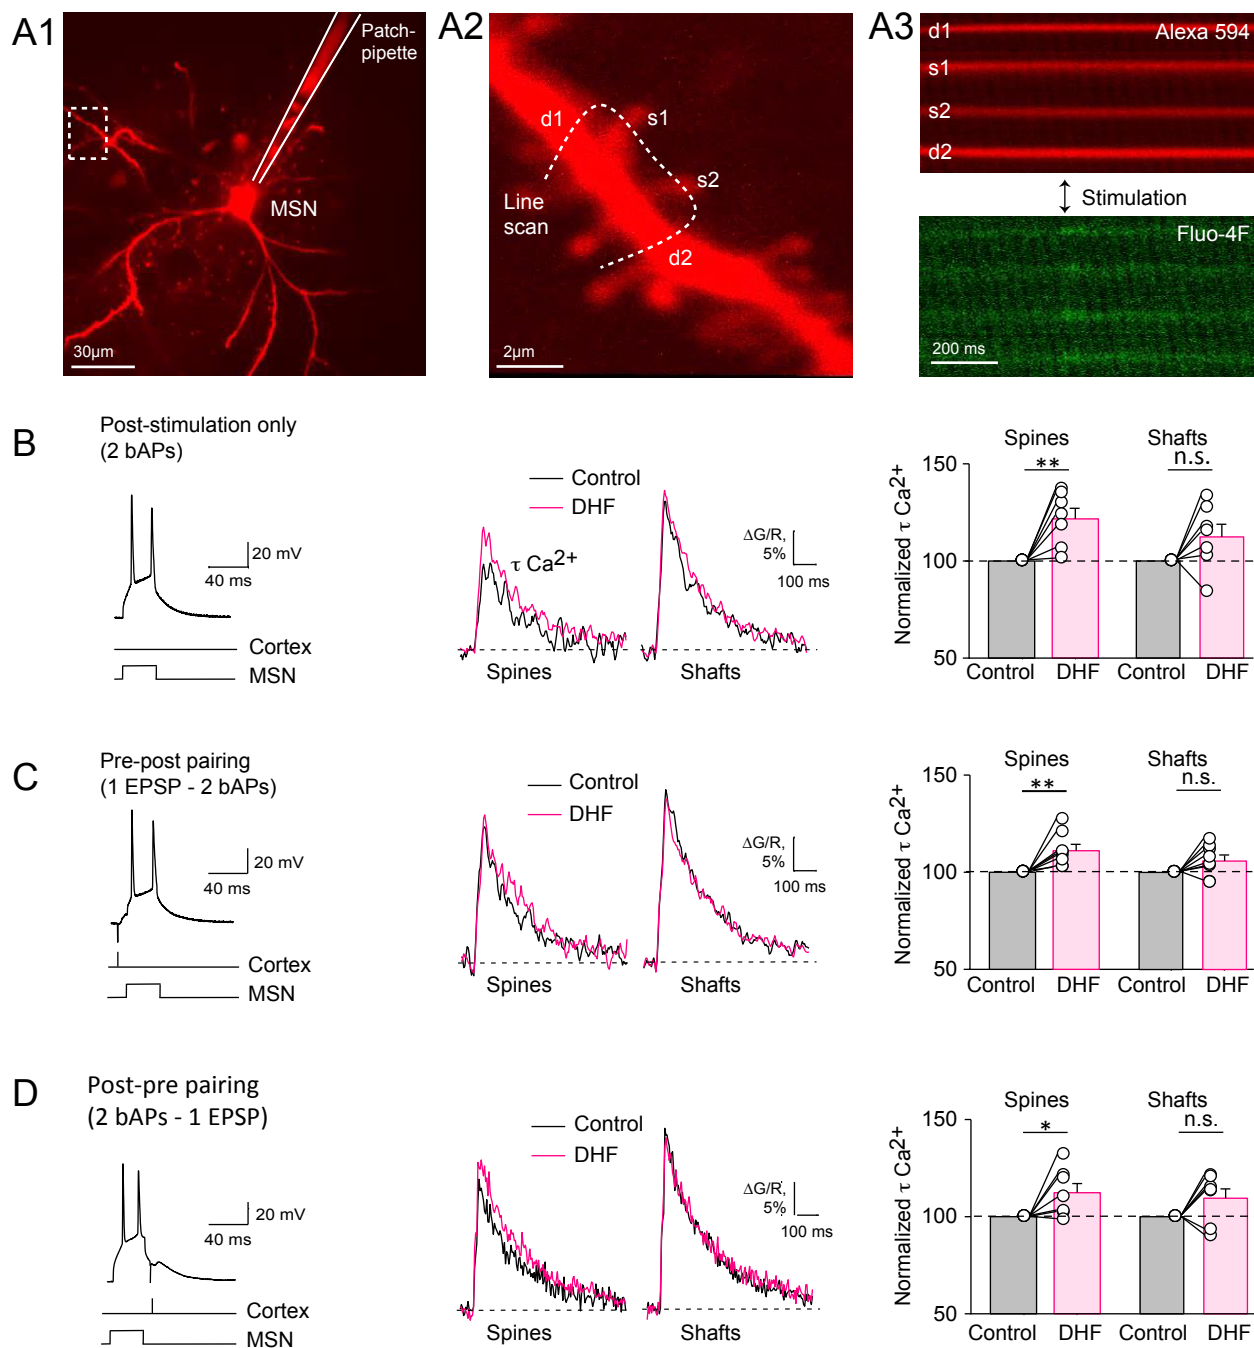 A1
Patch-
pipette
MSN
30µm
A2
d1
s1
s2
Line
scan
d2
2µm
A3
d1
Alexa 594
s1
s2
d2
Stimulation
Fluo-4F
200 ms
B
Post-stimulation only
(2 bAPs)
20 mV
40 ms
Cortex
MSN
Control
DHF
τ Ca2+
ΔG/R,
5%
100 ms
Spines
Shafts
Spines
Shafts
**
n.s.
Normalized τ Ca2+
150
100
50
Control
DHF
Control
DHF
C
Pre-post pairing
(1 EPSP - 2 bAPs)
20 mV
40 ms
Cortex
MSN
Control
DHF
ΔG/R,
5%
100 ms
Spines
Shafts
Spines
Shafts
**
n.s.
Normalized τ Ca2+
150
100
50
Control
DHF
Control
DHF
D
Post-pre pairing
(2 bAPs - 1 EPSP)
20 mV
40 ms
Cortex
MSN
Control
DHF
ΔG/R,
5%
100 ms
Spines
Shafts
Spines
Shafts
*
n.s.
Normalized τ Ca2+
150
100
50
Control
DHF
Control
DHF